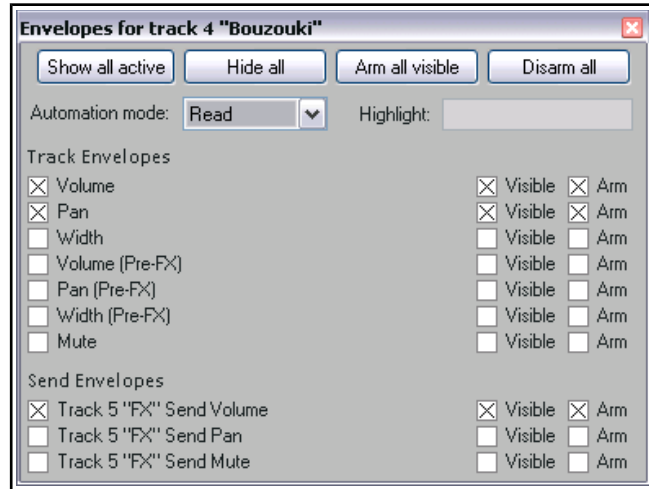 Envelopes for track 4 "Bouzouki"
Show all active Hide all Arm all visible Disarm all
Automation mode: Read Highlight:
Track Envelopes
Volume Visible Arm
Pan Visible Arm
Width Visible Arm
Volume (Pre-FX) Visible Arm
Pan (Pre-FX) Visible Arm
Width (Pre-FX) Visible Arm
Mute Visible Arm
Send Envelopes
Track 5 "FX" Send Volume Visible Arm
Track 5 "FX" Send Pan Visible Arm
Track 5 "FX" Send Mute Visible Arm